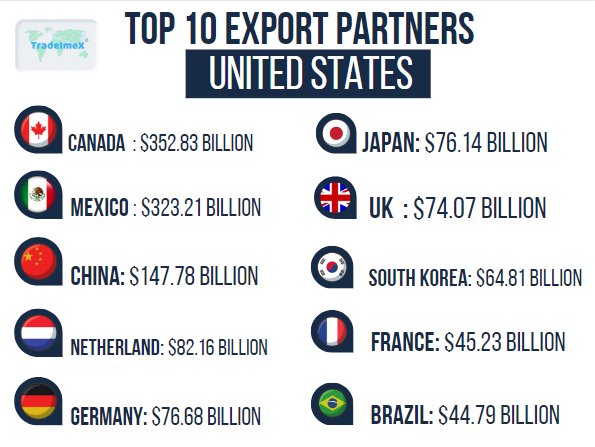 TradeImeX®
TOP 10 EXPORT PARTNERS
UNITED STATES
CANADA : $352.83 BILLION
MEXICO : $323.21 BILLION
CHINA: $147.78 BILLION
NETHERLAND: $82.16 BILLION
GERMANY: $76.68 BILLION
JAPAN: $76.14 BILLION
UK : $74.07 BILLION
SOUTH KOREA: $64.81 BILLION
FRANCE: $45.23 BILLION
BRAZIL: $44.79 BILLION